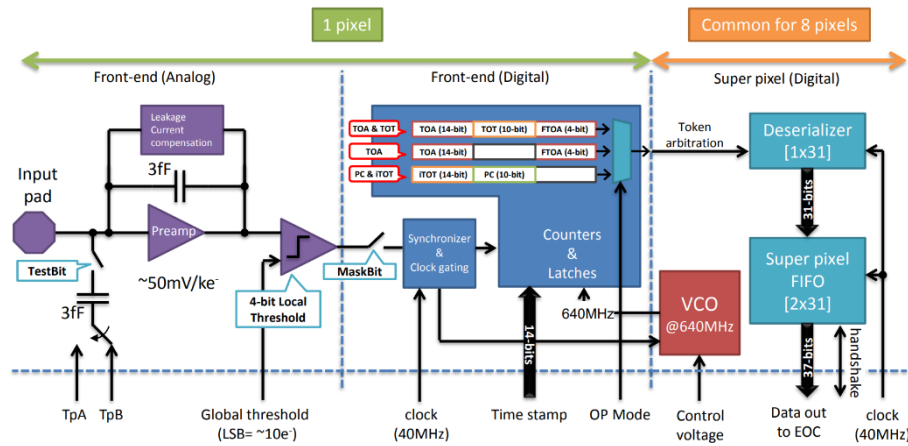 1 pixel
Common for 8 pixels
Front-end (Analog)
Front-end (Digital)
Super pixel (Digital)
Leakage
Current
compensation
3fF
Input
pad
Preamp
TestBit
~50mV/ke-
3fF
4-bit Local
Threshold
MaskBit
TOA & TOT
TOA (14-bit)
TOT (10-bit)
FTOA (4-bit)
TOA
TOA (14-bit)
FTOA (4-bit)
PC & iTOT
iTOT (14-bit)
PC (10-bit)
Synchronizer
&
Clock gating
Counters
&
Latches
Token
arbitration
Deserializer
[1x31]
31-bits
Super pixel
FIFO
[2x31]
VCO
@640MHz
640MHz
14-bits
37-bits
handshake
TpA
TpB
Global threshold
(LSB= ~10e-)
clock
(40MHz)
Time stamp
OP Mode
Control
voltage
Data out
to EOC
clock
(40MHz)